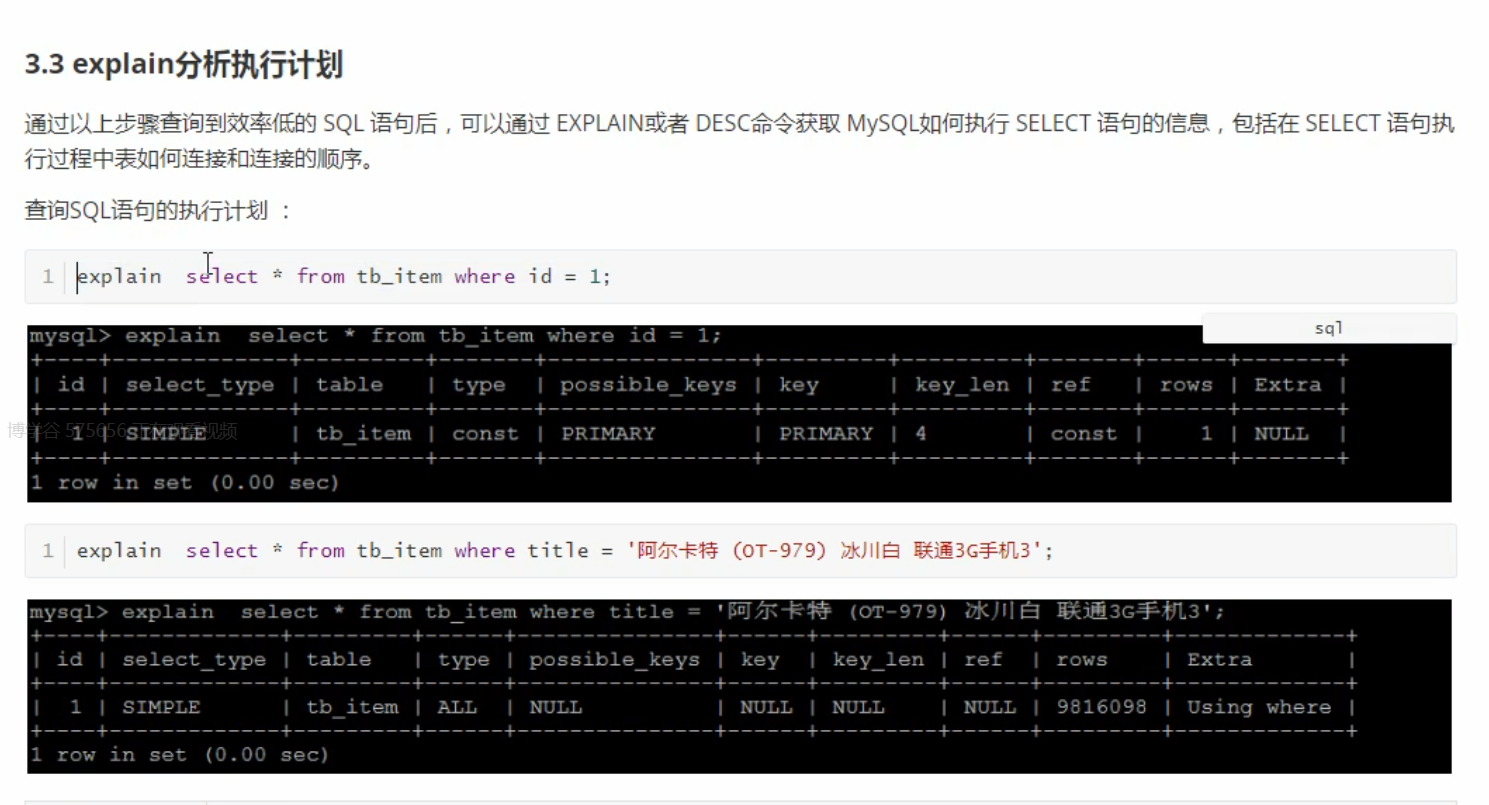 3.3 explain分析执行计划
通过以上步骤查询到效率低的 SQL 语句后，可以通过 EXPLAIN或者 DESC命令获取 MySQL如何执行 SELECT 语句的信息，包括在 SELECT 语句执
行过程中表如何连接和连接的顺序。
查询SQL语句的执行计划 ：
1 explain  select * from tb_item where id = 1;
sql
mysql> explain  select * from tb_item where id = 1;
+----+-------------+---------+-------+---------------+---------+---------+-------+------+-------+
| id | select_type | table   | type  | possible_keys | key     | key_len | ref   | rows | Extra |
+----+-------------+---------+-------+---------------+---------+---------+-------+------+-------+
|  1 | SIMPLE      | tb_item | const | PRIMARY       | PRIMARY | 4       | const |    1 | NULL  |
+----+-------------+---------+-------+---------------+---------+---------+-------+------+-------+
1 row in set (0.00 sec)
博学谷 575656 正在观看视频
1 explain  select * from tb_item where title = '阿尔卡特 (OT-979) 冰川白 联通3G手机3';
mysql> explain  select * from tb_item where title = '阿尔卡特 (OT-979) 冰川白 联通3G手机3';
+----+-------------+---------+------+---------------+------+---------+------+---------+-------------+
| id | select_type | table   | type | possible_keys | key  | key_len | ref  | rows    | Extra       |
+----+-------------+---------+------+---------------+------+---------+------+---------+-------------+
|  1 | SIMPLE      | tb_item | ALL  | NULL          | NULL | NULL    | NULL | 9816098 | Using where |
+----+-------------+---------+------+---------------+------+---------+------+---------+-------------+
1 row in set (0.00 sec)